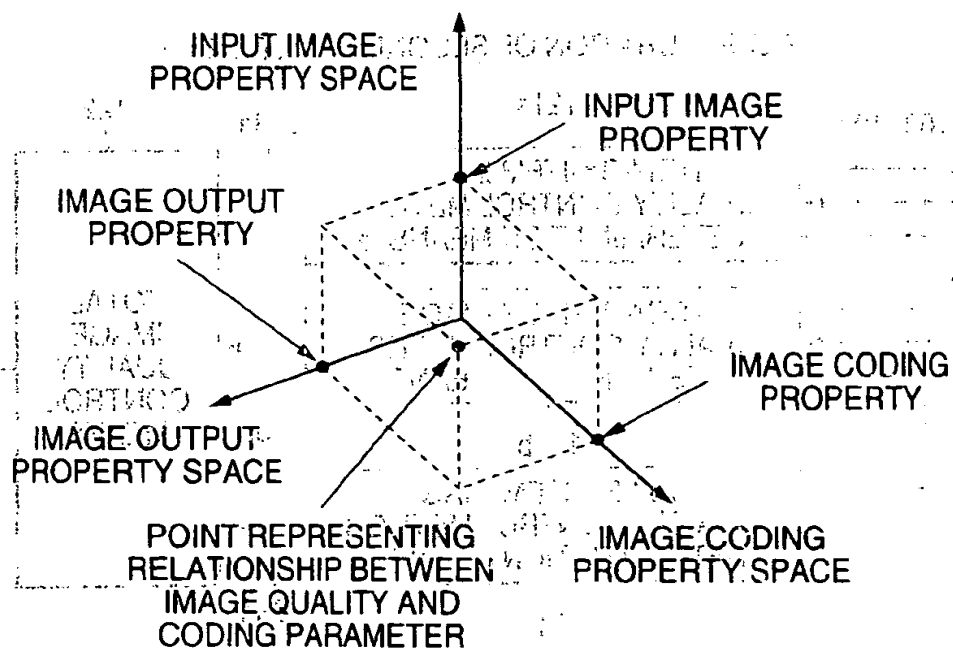 INPUT IMAGE
PROPERTY SPACE
INPUT IMAGE
PROPERTY
IMAGE OUTPUT
PROPERTY
IMAGE CODING
PROPERTY
IMAGE OUTPUT
PROPERTY SPACE
POINT REPRESENTING
RELATIONSHIP BETWEEN
IMAGE QUALITY AND
CODING PARAMETER
IMAGE CODING
PROPERTY SPACE